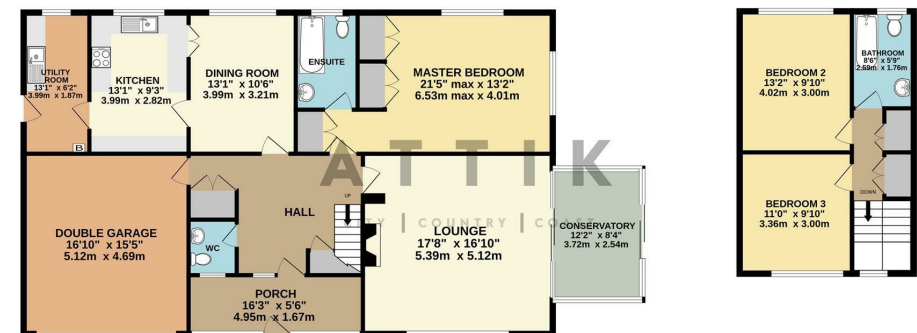 UTILITY
ROOM
13'1" x 6'2"
3.99m x 1.87m
B
KITCHEN
13'1" x 9'3"
3.99m x 2.82m
DINING ROOM
13'1" x 10'6"
3.99m x 3.21m
ENSUITE
MASTER BEDROOM
21'5" max x 13'2"
6.53m max x 4.01m
DOUBLE GARAGE
16'10" x 15'5"
5.12m x 4.69m
WC
HALL
UP
PORCH
16'3" x 5'6"
4.95m x 1.67m
LOUNGE
17'8" x 16'10"
5.39m x 5.12m
CONSERVATORY
12'2" x 8'4"
3.72m x 2.54m
ATTIK
CITY | COUNTRY | COAST
BEDROOM 2
13'2" x 9'10"
4.02m x 3.00m
BATHROOM
8'6" x 5'9"
2.59m x 1.76m
DOWN
BEDROOM 3
11'0" x 9'10"
3.36m x 3.00m